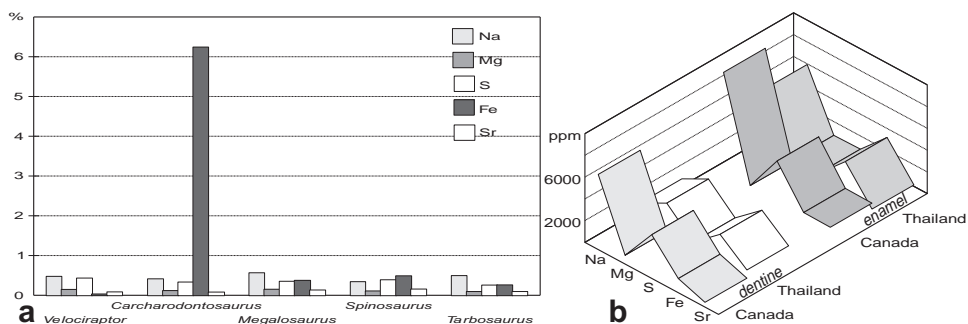 %
6
5
4
3
2
1
0
Na
Mg
S
Fe
Sr
Velociraptor
Carcharodontosaurus
Megalosaurus
Spinosaurus
Tarbosaurus
a
ppm
6000
2000
Na
Mg
S
Fe
Sr
dentine
enamel
Canada
Thailand
Canada
Thailand
b